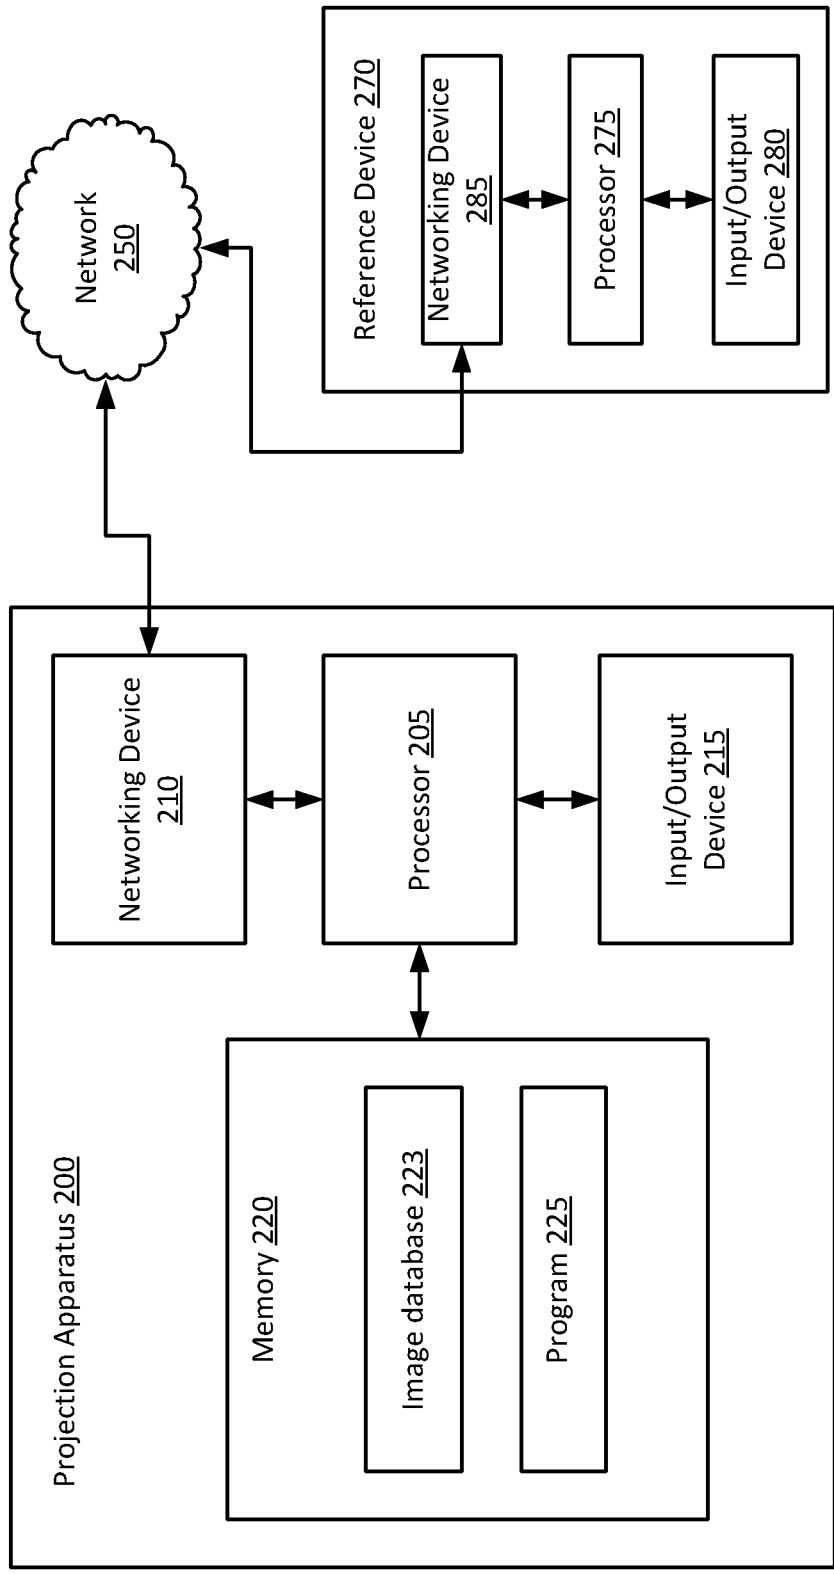 Projection Apparatus 200
Memory 220
Image database 223
Program 225
Networking Device
210
Processor 205
Input/Output
Device 215
Network
250
Reference Device 270
Networking Device
285
Processor 275
Input/Output
Device 280